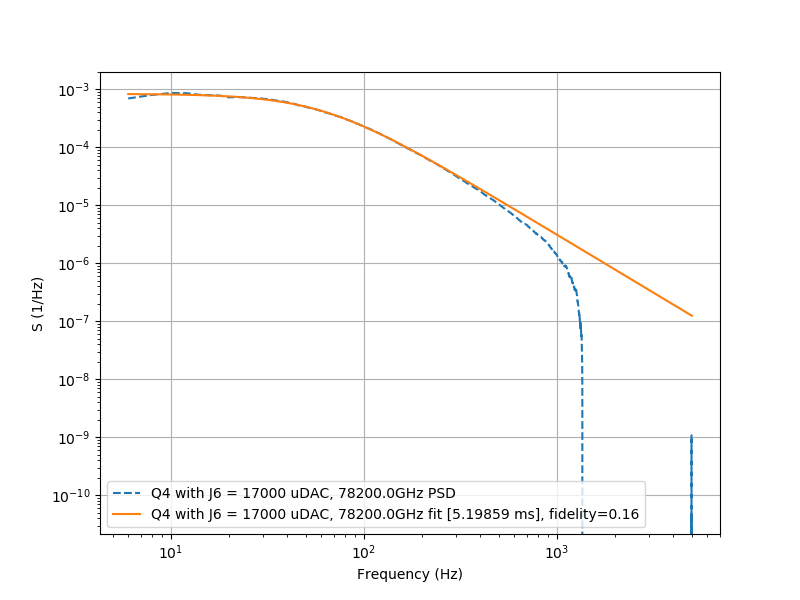 10⁻³
10⁻⁴
10⁻⁵
10⁻⁶
10⁻⁷
10⁻⁸
10⁻⁹
10⁻¹⁰
S (1/Hz)
Q4 with J6 = 17000 uDAC, 78200.0GHz PSD
Q4 with J6 = 17000 uDAC, 78200.0GHz fit [5.19859 ms], fidelity=0.16
10¹ 10² 10³
Frequency (Hz)